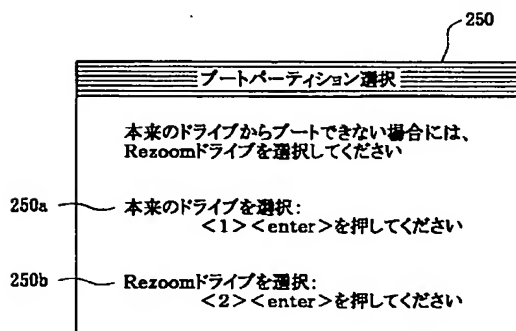 250
ブートパーティション選択
本来のドライブからブートできない場合には、
Rezoomドライブを選択してください
250a 本来のドライブを選択:
<1><enter>を押してください
250b Rezoomドライブを選択:
<2><enter>を押してください